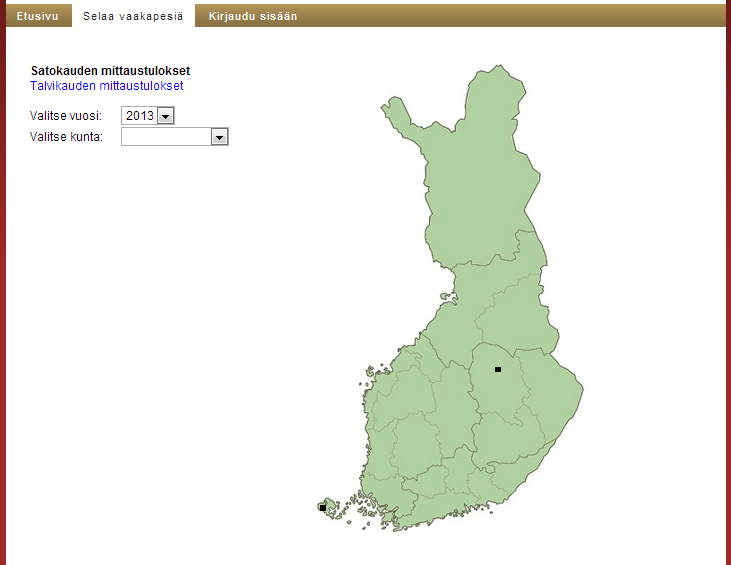 Etusivu
Selaa vaakapesiä
Kirjaudu sisään
Satokauden mittaustulokset
Talvikauden mittaustulokset
Valitse vuosi: 2013
Valitse kunta: